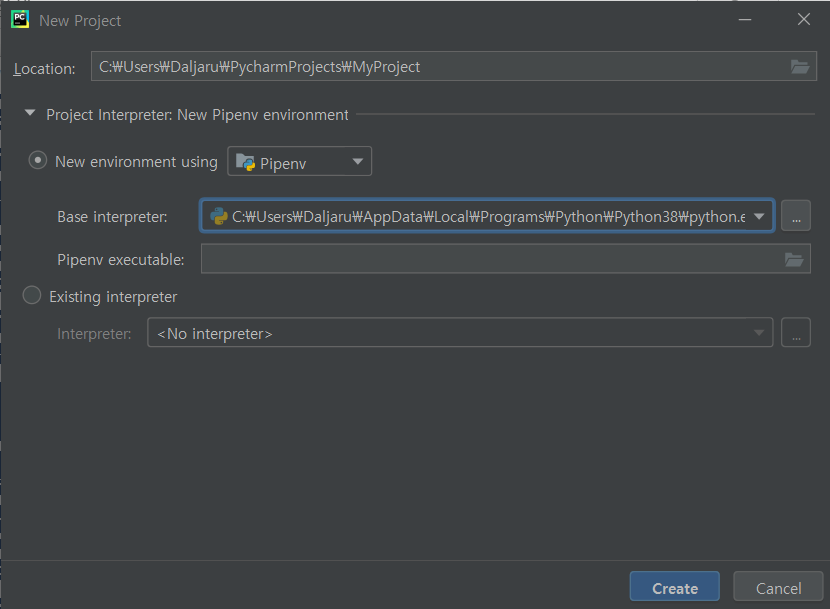 PC New Project
Location: C:₩Users₩Daljaru₩PycharmProjects₩MyProject
Project Interpreter: New Pipenv environment
New environment using Pipenv
Base interpreter: C:₩Users₩Daljaru₩AppData₩Local₩Programs₩Python₩Python38₩python.e ...
Pipenv executable:
Existing interpreter
Interpreter: <No interpreter> ...
Create Cancel